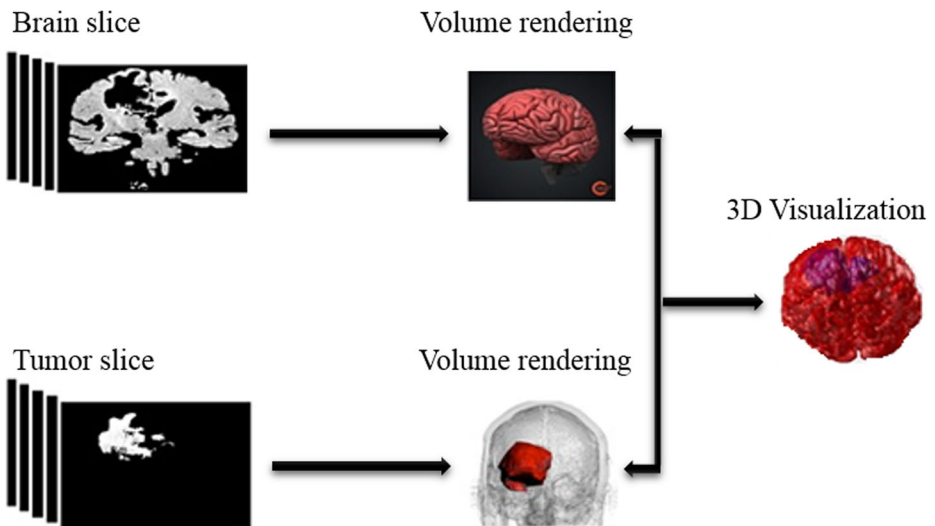 Brain slice
Volume rendering
3D Visualization
Tumor slice
Volume rendering